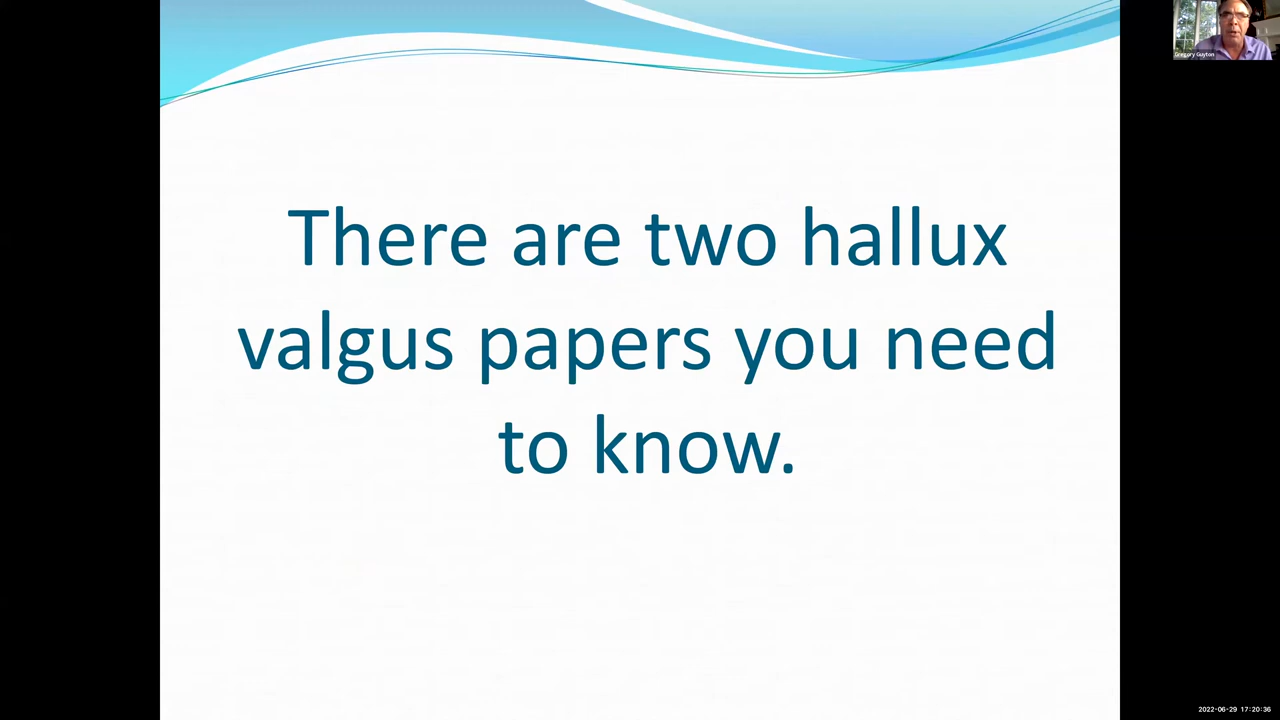 There are two hallux
valgus papers you need
to know.
Gregory Guyton
2022-06-29 17:20:36